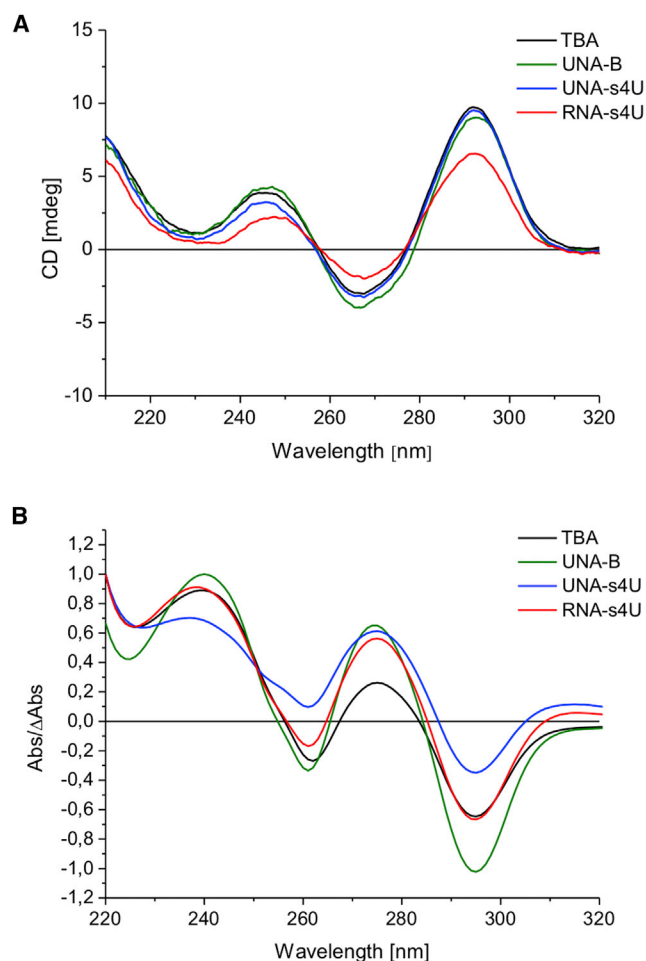 A
15
10
5
0
-5
-10
CD [mdeg]
220 240 260 280 300 320
Wavelength [nm]
TBA
UNA-B
UNA-s4U
RNA-s4U
B
1,2
1,0
0,8
0,6
0,4
0,2
0,0
-0,2
-0,4
-0,6
-0,8
-1,0
-1,2
Abs/ΔAbs
220 240 260 280 300 320
Wavelength [nm]
TBA
UNA-B
UNA-s4U
RNA-s4U